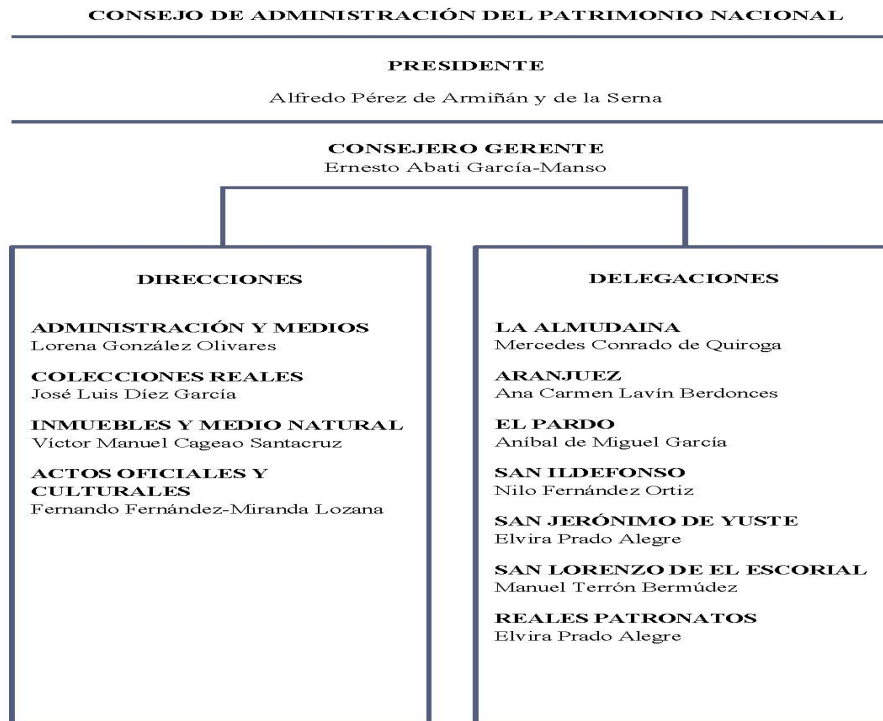 CONSEJO DE ADMINISTRACIÓN DEL PATRIMONIO NACIONAL
PRESIDENTE
Alfredo Pérez de Armiñán y de la Serna
CONSEJERO GERENTE
Ernesto Abati García-Manso
DIRECCIONES
ADMINISTRACIÓN Y MEDIOS
Lorena González Olivares
COLECCIONES REALES
José Luis Díez García
INMUEBLES Y MEDIO NATURAL
Víctor Manuel Cageao Santacruz
ACTOS OFICIALES Y
CULTURALES
Fernando Fernández-Miranda Lozana
DELEGACIONES
LA ALMUDAINA
Mercedes Conrado de Quiroga
ARANJUEZ
Ana Carmen Lavín Berdonces
EL PARDO
Aníbal de Miguel García
SAN ILDEFONSO
Nilo Fernández Ortiz
SAN JERÓNIMO DE YUSTE
Elvira Prado Alegre
SAN LORENZO DE EL ESCORIAL
Manuel Terrón Bermúdez
REALES PATRONATOS
Elvira Prado Alegre